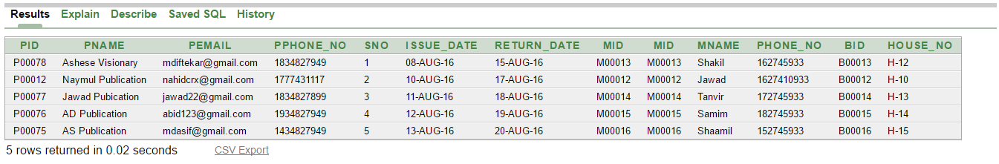 Results Explain Describe Saved SQL History
PID PNAME PEMAIL PPHONE_NO SNO ISSUE_DATE RETURN_DATE MID MID MNAME PHONE_NO BID HOUSE_NO
P00078 Ashese Visionary mdiftekar@gmail.com 1834827949 1 08-AUG-16 15-AUG-16 M00013 M00013 Shakil 162745933 B00013 H-12
P00012 Naymul Publication nahidcrx@gmail.com 1777431117 2 10-AUG-16 17-AUG-16 M00012 M00012 Jawad 1627410933 B00012 H-10
P00077 Jawad Pubication jawad22@gmail.com 1834827899 3 11-AUG-16 18-AUG-16 M00014 M00014 Tanvir 172745933 B00014 H-13
P00076 AD Publication abid123@gmail.com 1934827949 4 12-AUG-16 19-AUG-16 M00015 M00015 Samim 182745933 B00015 H-14
P00075 AS Publication mdasif@gmail.com 1434827949 5 13-AUG-16 20-AUG-16 M00016 M00016 Shaamil 152745933 B00016 H-15
5 rows returned in 0.02 seconds CSV Export